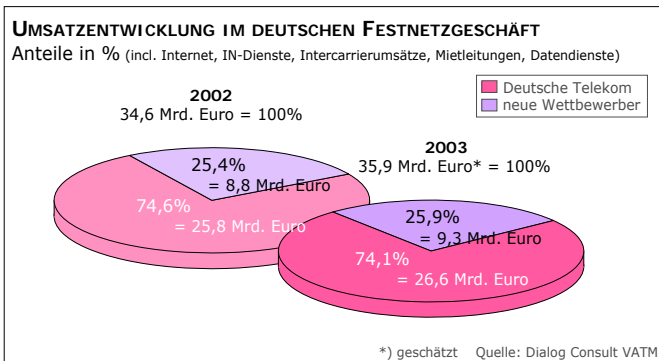 UMSATZENTWICKLUNG IM DEUTSCHEN FESTNETZGESCHÄFT
Anteile in % (incl. Internet, IN-Dienste, Intercarrierumsätze, Mietleitungen, Datendienste)
Deutsche Telekom
neue Wettbewerber
2002
34,6 Mrd. Euro = 100%
25,4%
= 8,8 Mrd. Euro
74,6%
= 25,8 Mrd. Euro
2003
35,9 Mrd. Euro* = 100%
25,9%
= 9,3 Mrd. Euro
74,1%
= 26,6 Mrd. Euro
*) geschätzt Quelle: Dialog Consult VATM